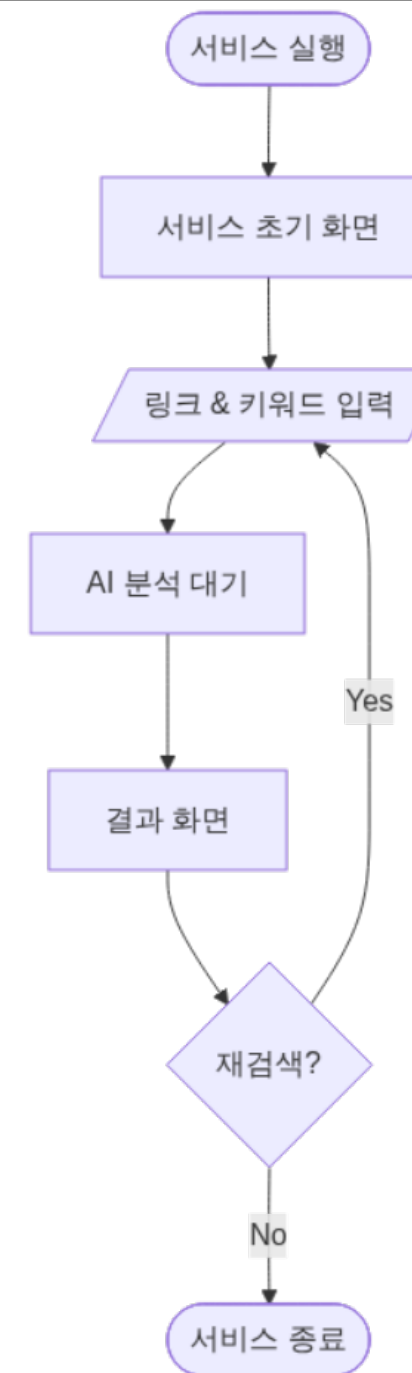 서비스 실행
서비스 초기 화면
링크 & 키워드 입력
AI 분석 대기
Yes
결과 화면
재검색?
No
서비스 종료